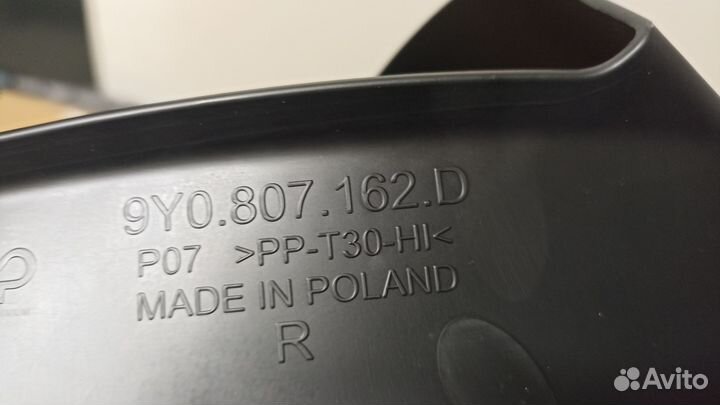 9Y0.807.162.D
P07 >PP-T30-HI<
MADE IN POLAND
R
Avito